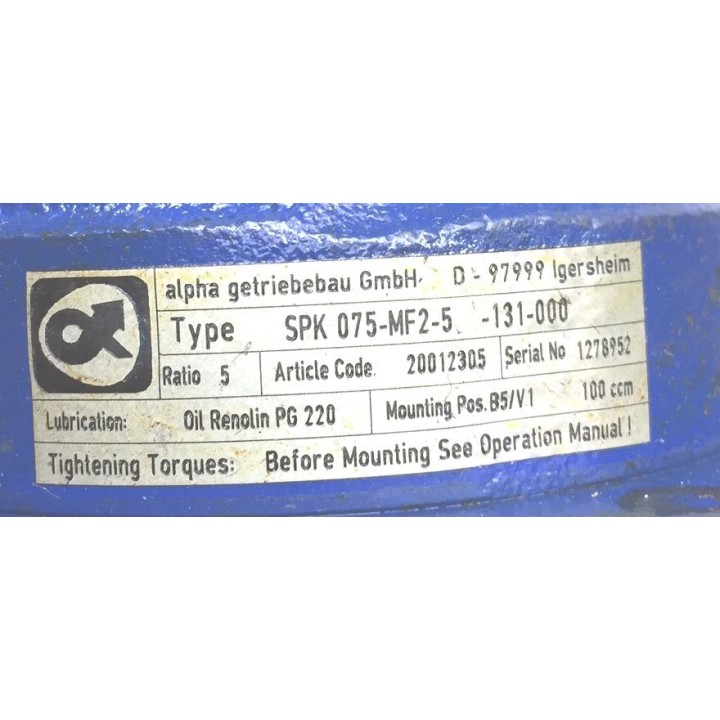 alpha getriebebau GmbH, D - 97999 Igersheim
Type SPK 075-MF2-5 -131-000
Ratio 5 Article Code. 20012305 Serial No 1278952
Lubrication: Oil Renolin PG 220 Mounting Pos. B5/V1 100 ccm
Tightening Torques: Before Mounting See Operation Manual!